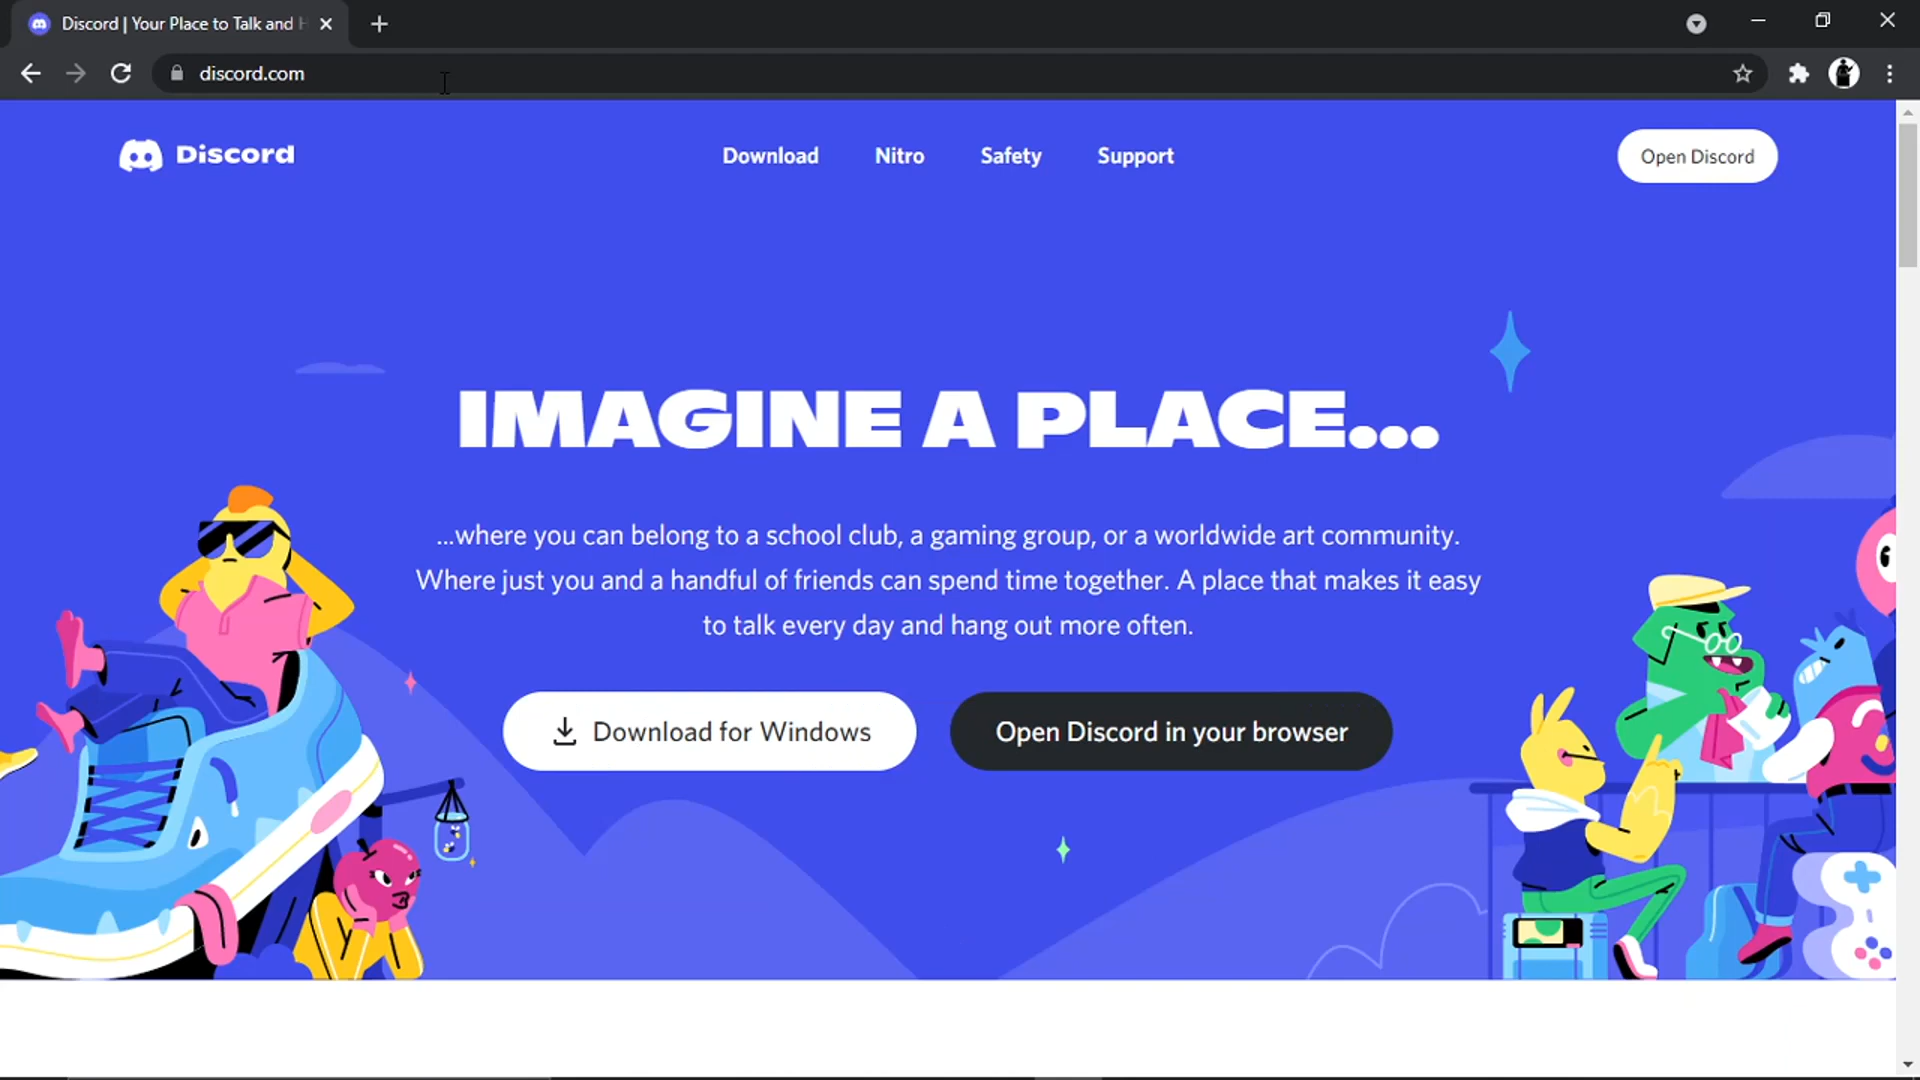 Discord | Your Place to Talk and H
discord.com
Discord
Download
Nitro
Safety
Support
Open Discord
IMAGINE A PLACE...
...where you can belong to a school club, a gaming group, or a worldwide art community.
Where just you and a handful of friends can spend time together. A place that makes it easy
to talk every day and hang out more often.
Download for Windows
Open Discord in your browser